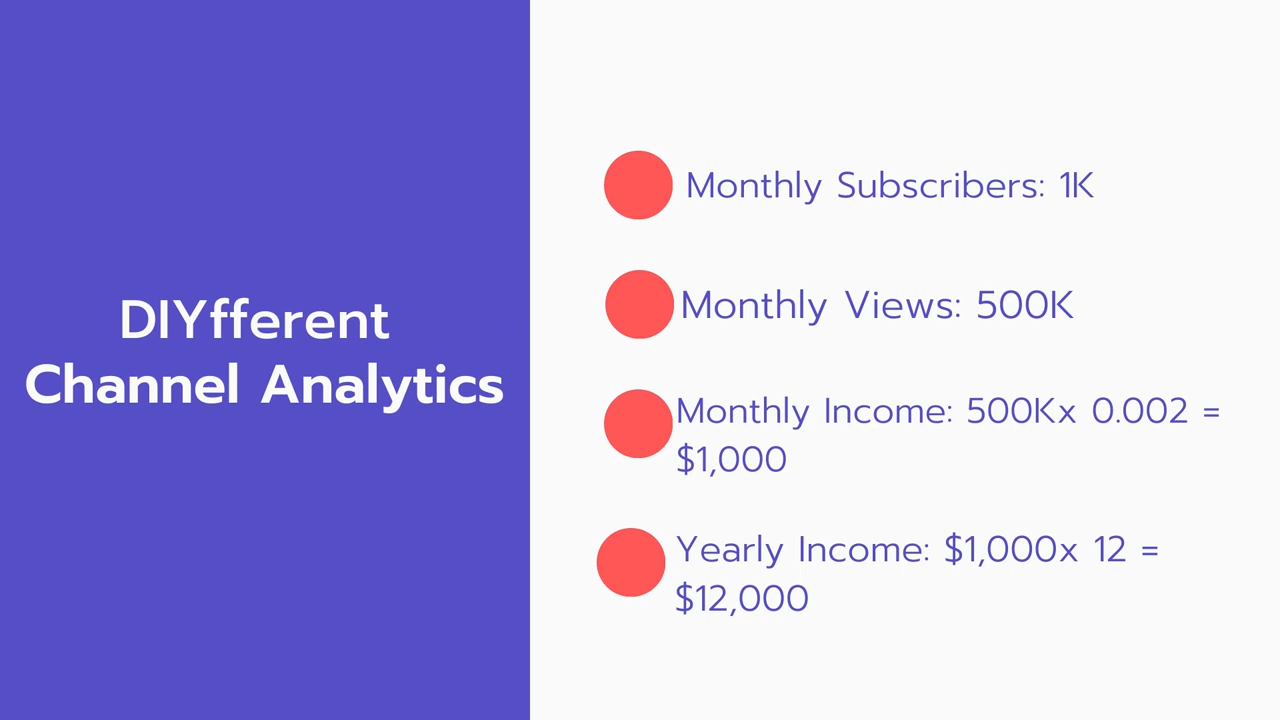 DIYfferent
Channel Analytics
Monthly Subscribers: 1K
Monthly Views: 500K
Monthly Income: 500Kx 0.002 =
$1,000
Yearly Income: $1,000x 12 =
$12,000